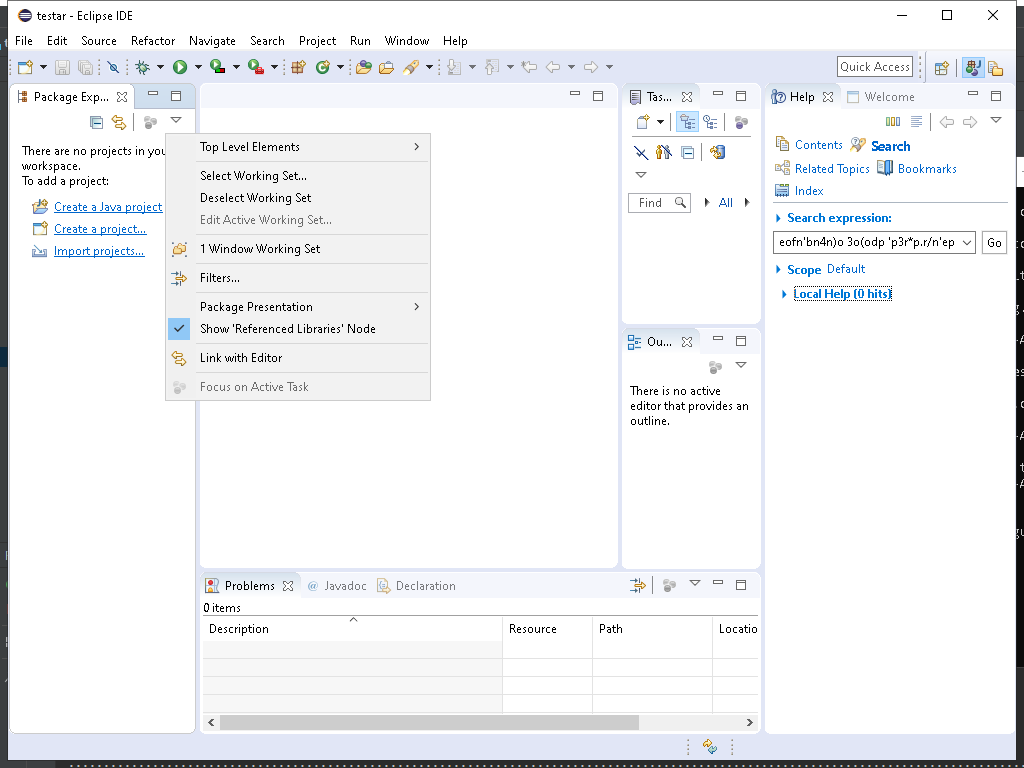 testar - Eclipse IDE
File Edit Source Refactor Navigate Search Project Run Window Help
Quick Access
Package Exp...
There are no projects in you
workspace.
To add a project:
Create a Java project
Create a project...
Import projects...
Top Level Elements
Select Working Set...
Deselect Working Set
Edit Active Working Set...
1 Window Working Set
Filters...
Package Presentation
Show 'Referenced Libraries' Node
Link with Editor
Focus on Active Task
Tas...
Find
All
Ou...
There is no active
editor that provides an
outline.
Help Welcome
Contents Search
Related Topics Bookmarks
Index
Search expression:
eofn'bn4n)o 3o(odp 'p3r*p.r/n'ep Go
Scope Default
Local Help (0 hits)
Problems @ Javadoc Declaration
0 items
Description Resource Path Locatio